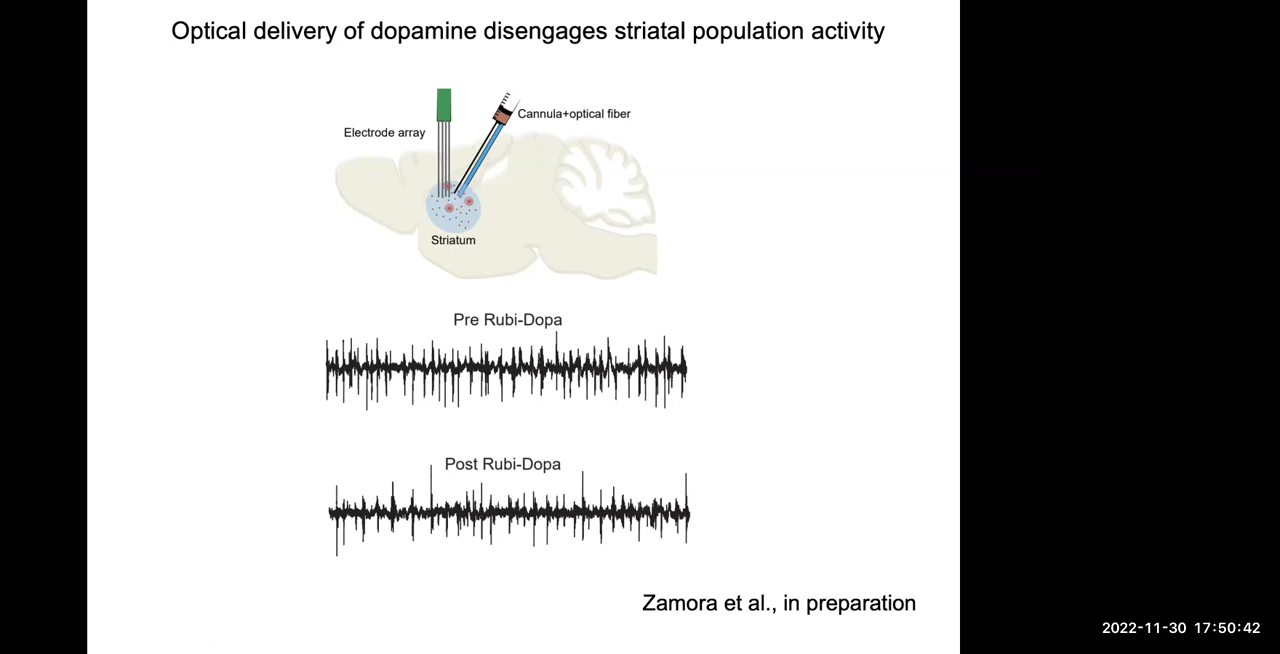 Optical delivery of dopamine disengages striatal population activity
Cannula+optical fiber
Electrode array
Striatum
Pre Rubi-Dopa
Post Rubi-Dopa
Zamora et al., in preparation
2022-11-30 17:50:42